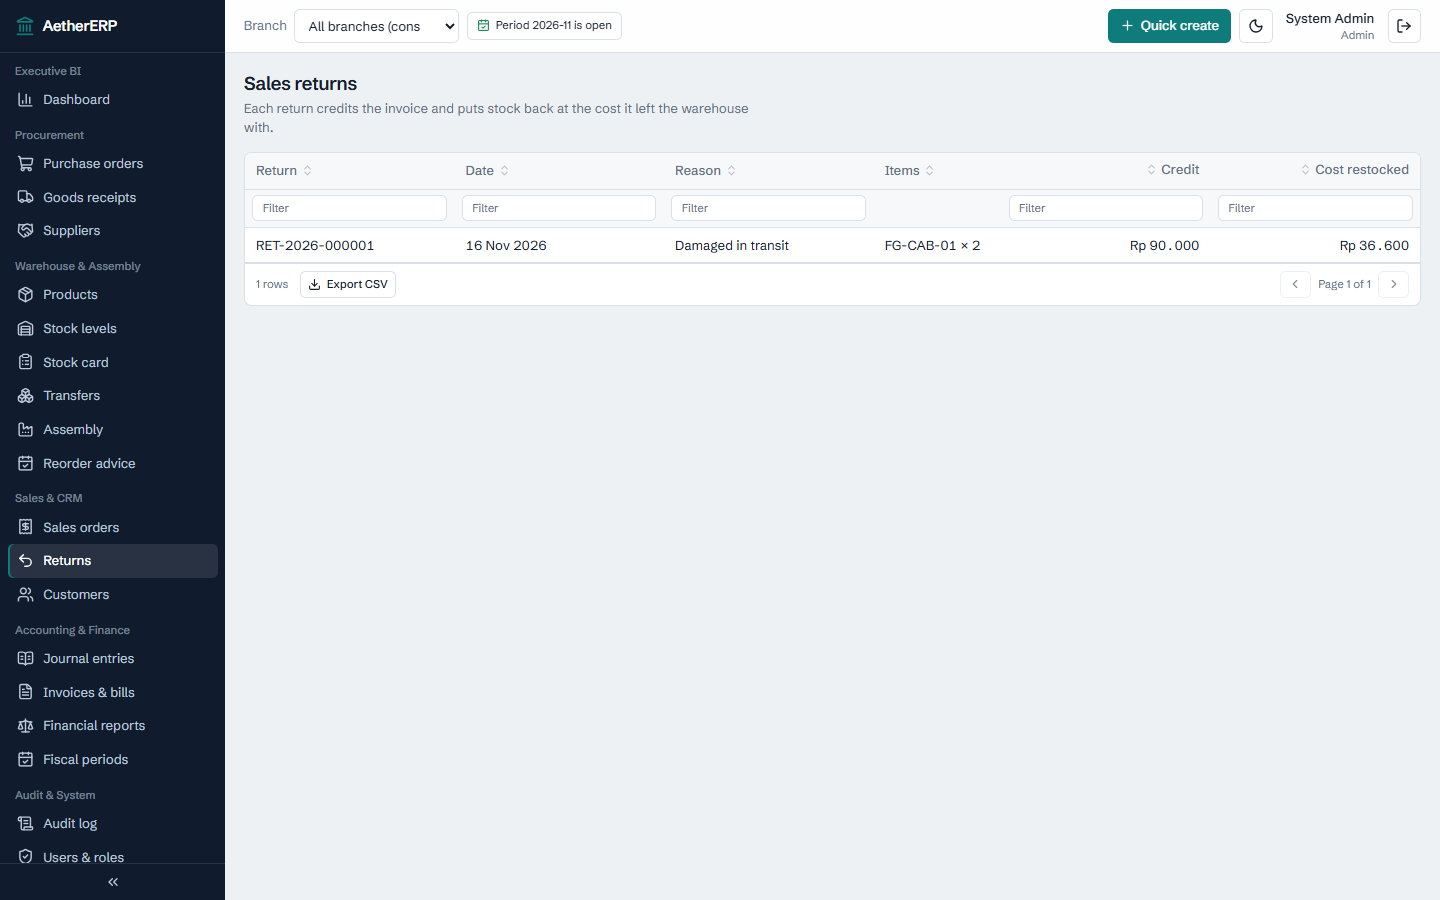 AetherERP
Executive BI
Dashboard
Procurement
Purchase orders
Goods receipts
Suppliers
Warehouse & Assembly
Products
Stock levels
Stock card
Transfers
Assembly
Reorder advice
Sales & CRM
Sales orders
Returns
Customers
Accounting & Finance
Journal entries
Invoices & bills
Financial reports
Fiscal periods
Audit & System
Audit log
Users & roles
Branch All branches (cons Period 2026-11 is open Quick create System Admin
Admin
Sales returns
Each return credits the invoice and puts stock back at the cost it left the warehouse
with.
Return Date Reason Items Credit Cost restocked
Filter Filter Filter Filter Filter
RET-2026-000001 16 Nov 2026 Damaged in transit FG-CAB-01 × 2 Rp 90.000 Rp 36.600
1 rows Export CSV Page 1 of 1